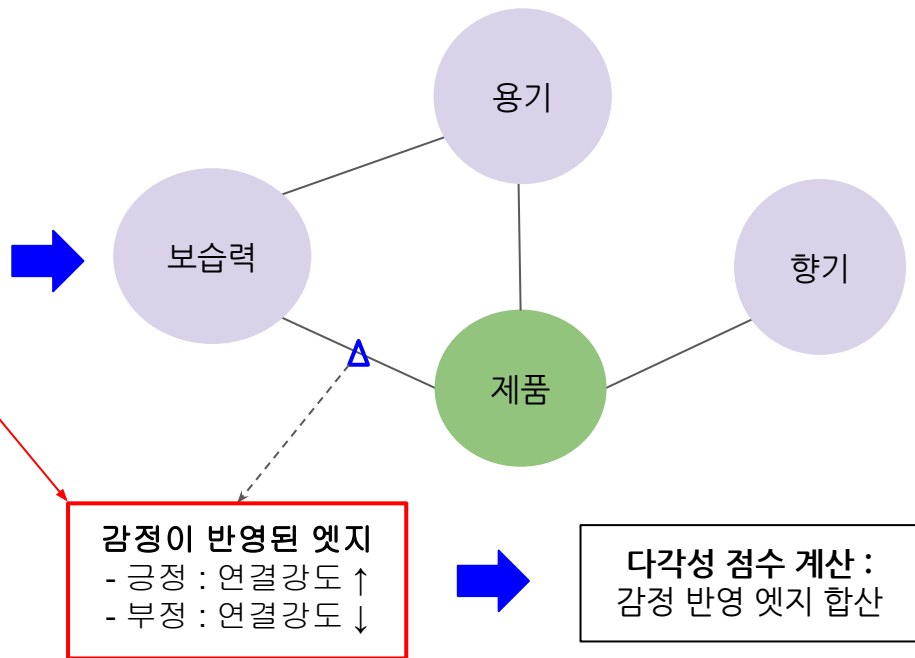 용기
보습력
향기
제품
감정이 반영된 엣지
- 긍정 : 연결강도 ↑
- 부정 : 연결강도 ↓
다각성 점수 계산 :
감정 반영 엣지 합산